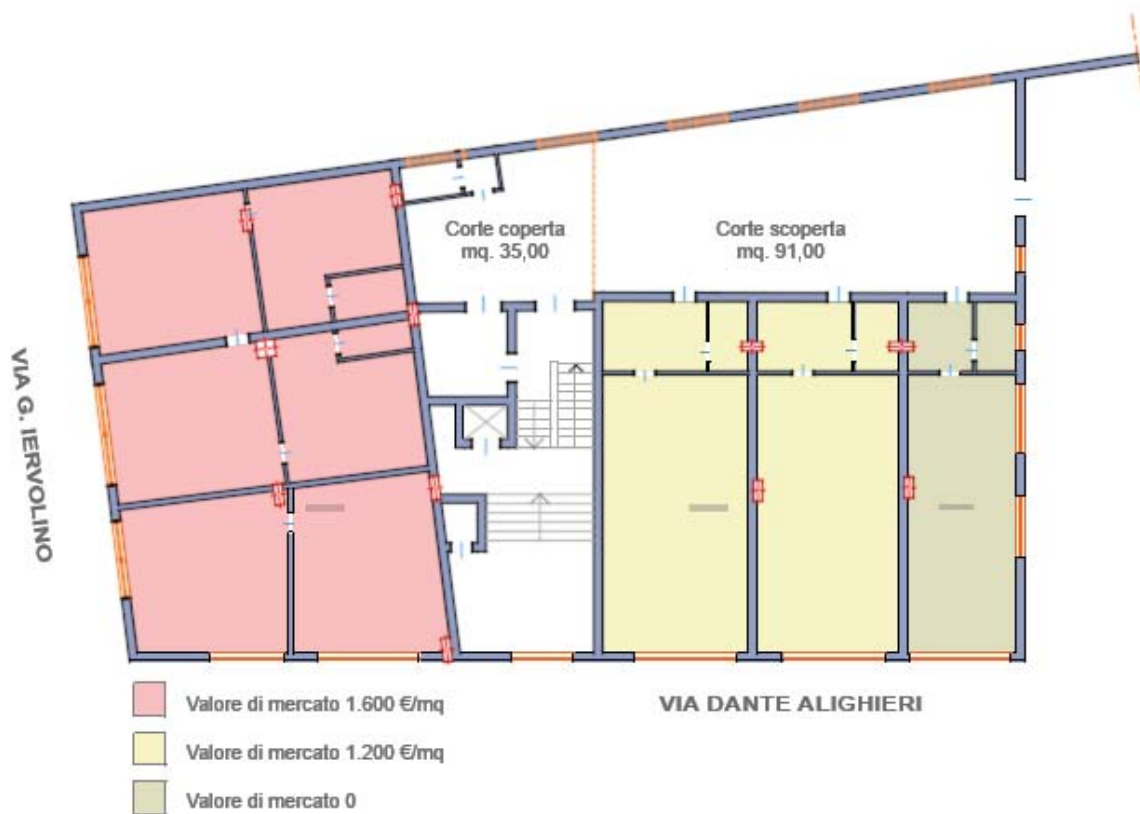 Corte coperta
mq. 35,00
Corte scoperta
mq. 91,00
VIA G. IERVOLINO
VIA DANTE ALIGHIERI
Valore di mercato 1.600 €/mq
Valore di mercato 1.200 €/mq
Valore di mercato 0